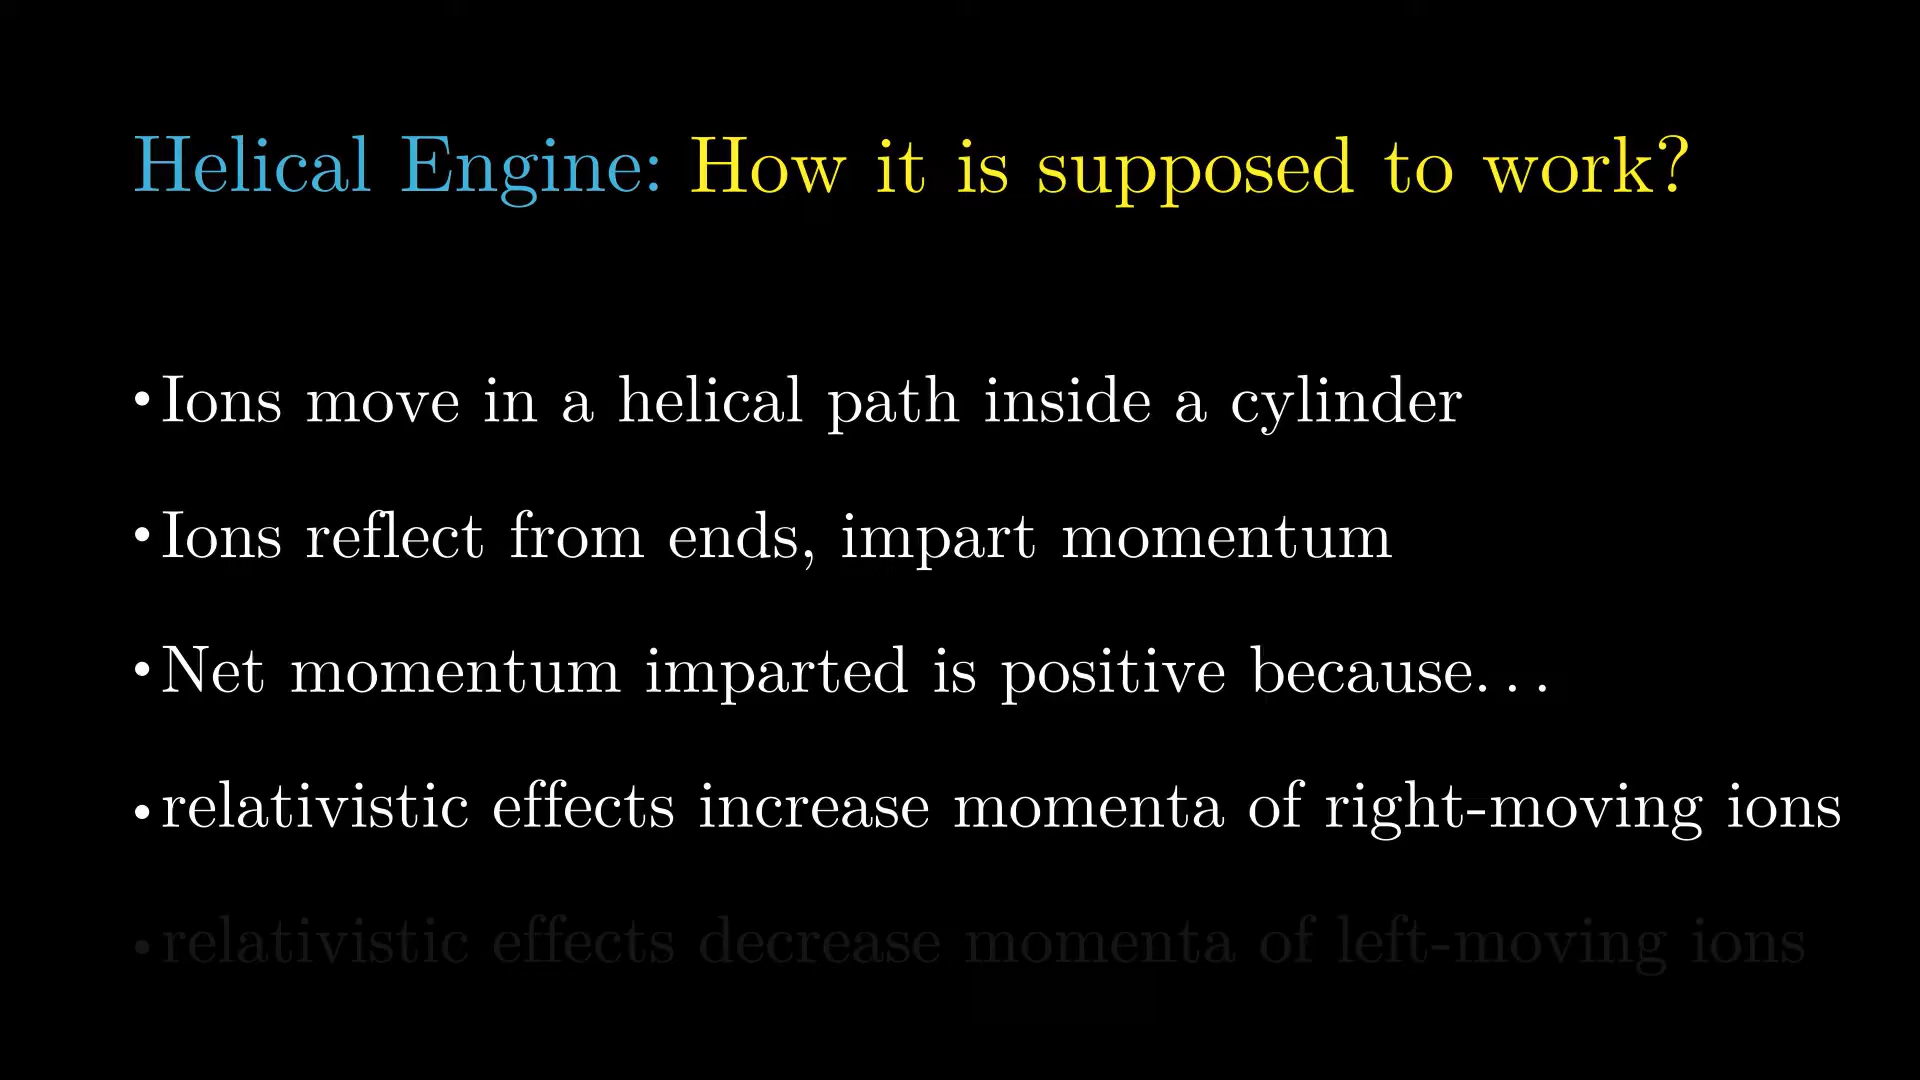 Helical Engine: How it is supposed to work?
•Ions move in a helical path inside a cylinder
•Ions reflect from ends, impart momentum
•Net momentum imparted is positive because...
•relativistic effects increase momenta of right-moving ions
•relativistic effects decrease momenta of left-moving ions